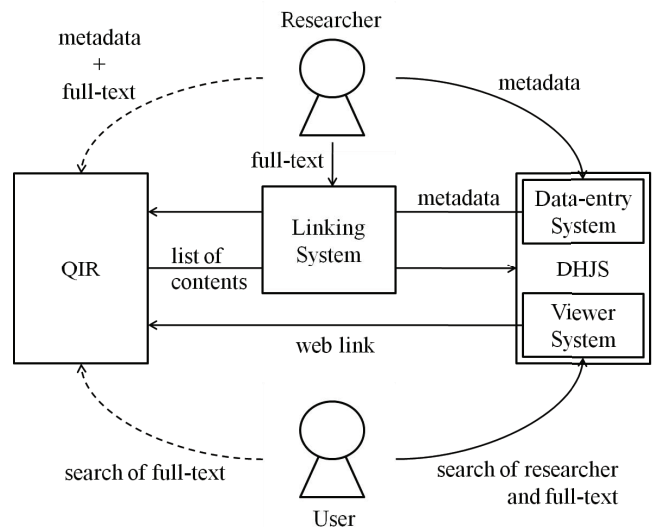 Researcher
metadata
+
full-text
metadata
full-text
metadata
Data-entry
System
Linking
System
QIR
list of
contents
DHJS
Viewer
System
web link
search of full-text
search of researcher
and full-text
User